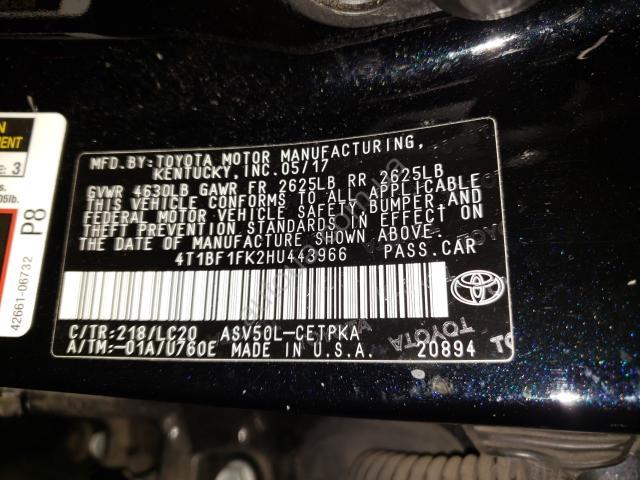 MFD.BY:TOYOTA MOTOR MANUFACTURING,
KENTUCKY,INC.05/17
GVWR 4630LB GAWR FR 2625LB RR 2625LB
THIS VEHICLE CONFORMS TO ALL APPLICABLE
FEDERAL MOTOR VEHICLE SAFETY, BUMPER, AND
THEFT PREVENTION STANDARDS IN EFFECT ON
THE DATE OF MANUFACTURE SHOWN ABOVE.
4T1BF1FK2HU443966 PASS.CAR
C/TR:218/LC20 ASV50L-CETPKA
A/TM:-01A/U760E MADE IN U.S.A. 20894
TOYOTA
MENT
3
P8
42661-06732